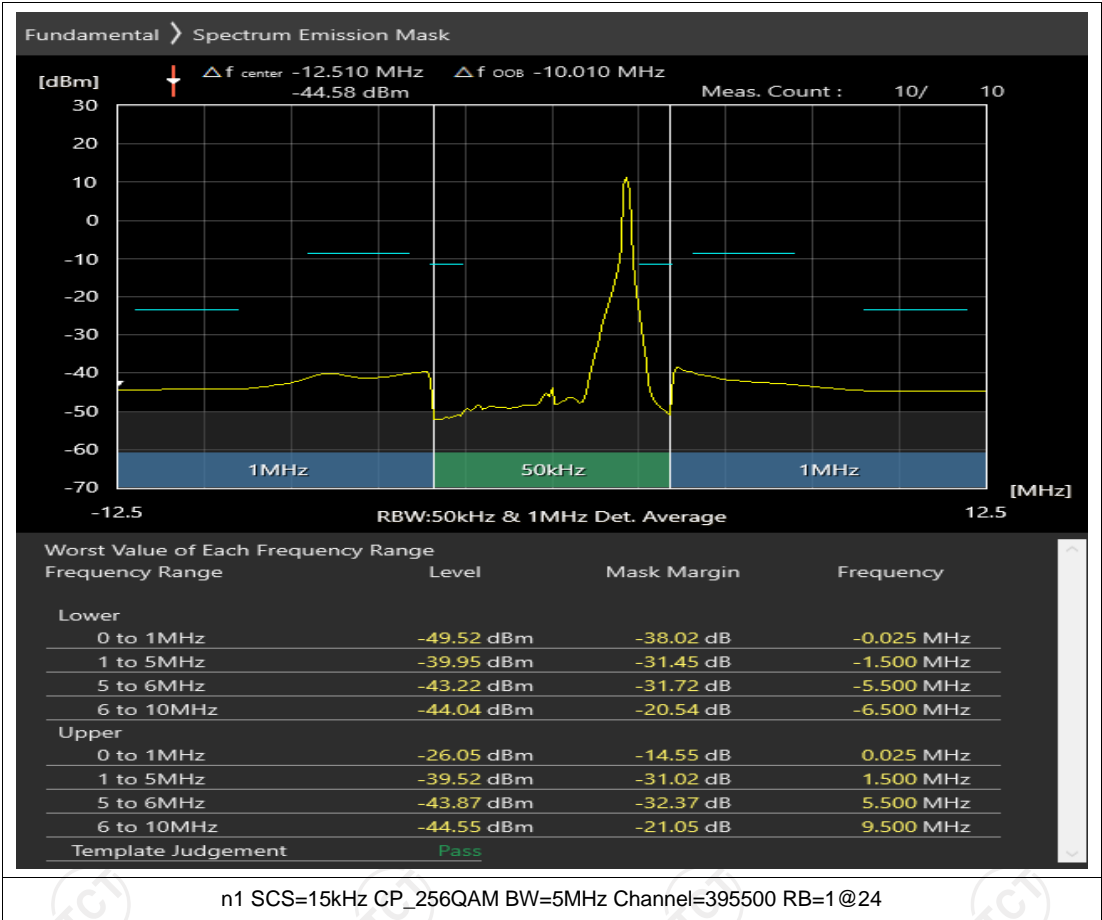 Fundamental 〉 Spectrum Emission Mask
[dBm] △f center -12.510 MHz △f OOB -10.010 MHz
-44.58 dBm Meas. Count : 10/ 10
30
20
10
0
-10
-20
-30
-40
-50
-60
1MHz 50kHz 1MHz
-70
[MHz]
-12.5 RBW:50kHz & 1MHz Det. Average 12.5
Worst Value of Each Frequency Range
Frequency Range Level Mask Margin Frequency
Lower
0 to 1MHz -49.52 dBm -38.02 dB -0.025 MHz
1 to 5MHz -39.95 dBm -31.45 dB -1.500 MHz
5 to 6MHz -43.22 dBm -31.72 dB -5.500 MHz
6 to 10MHz -44.04 dBm -20.54 dB -6.500 MHz
Upper
0 to 1MHz -26.05 dBm -14.55 dB 0.025 MHz
1 to 5MHz -39.52 dBm -31.02 dB 1.500 MHz
5 to 6MHz -43.87 dBm -32.37 dB 5.500 MHz
6 to 10MHz -44.55 dBm -21.05 dB 9.500 MHz
Template Judgement Pass
n1 SCS=15kHz CP_256QAM BW=5MHz Channel=395500 RB=1@24
TCT TCT TCT TCT